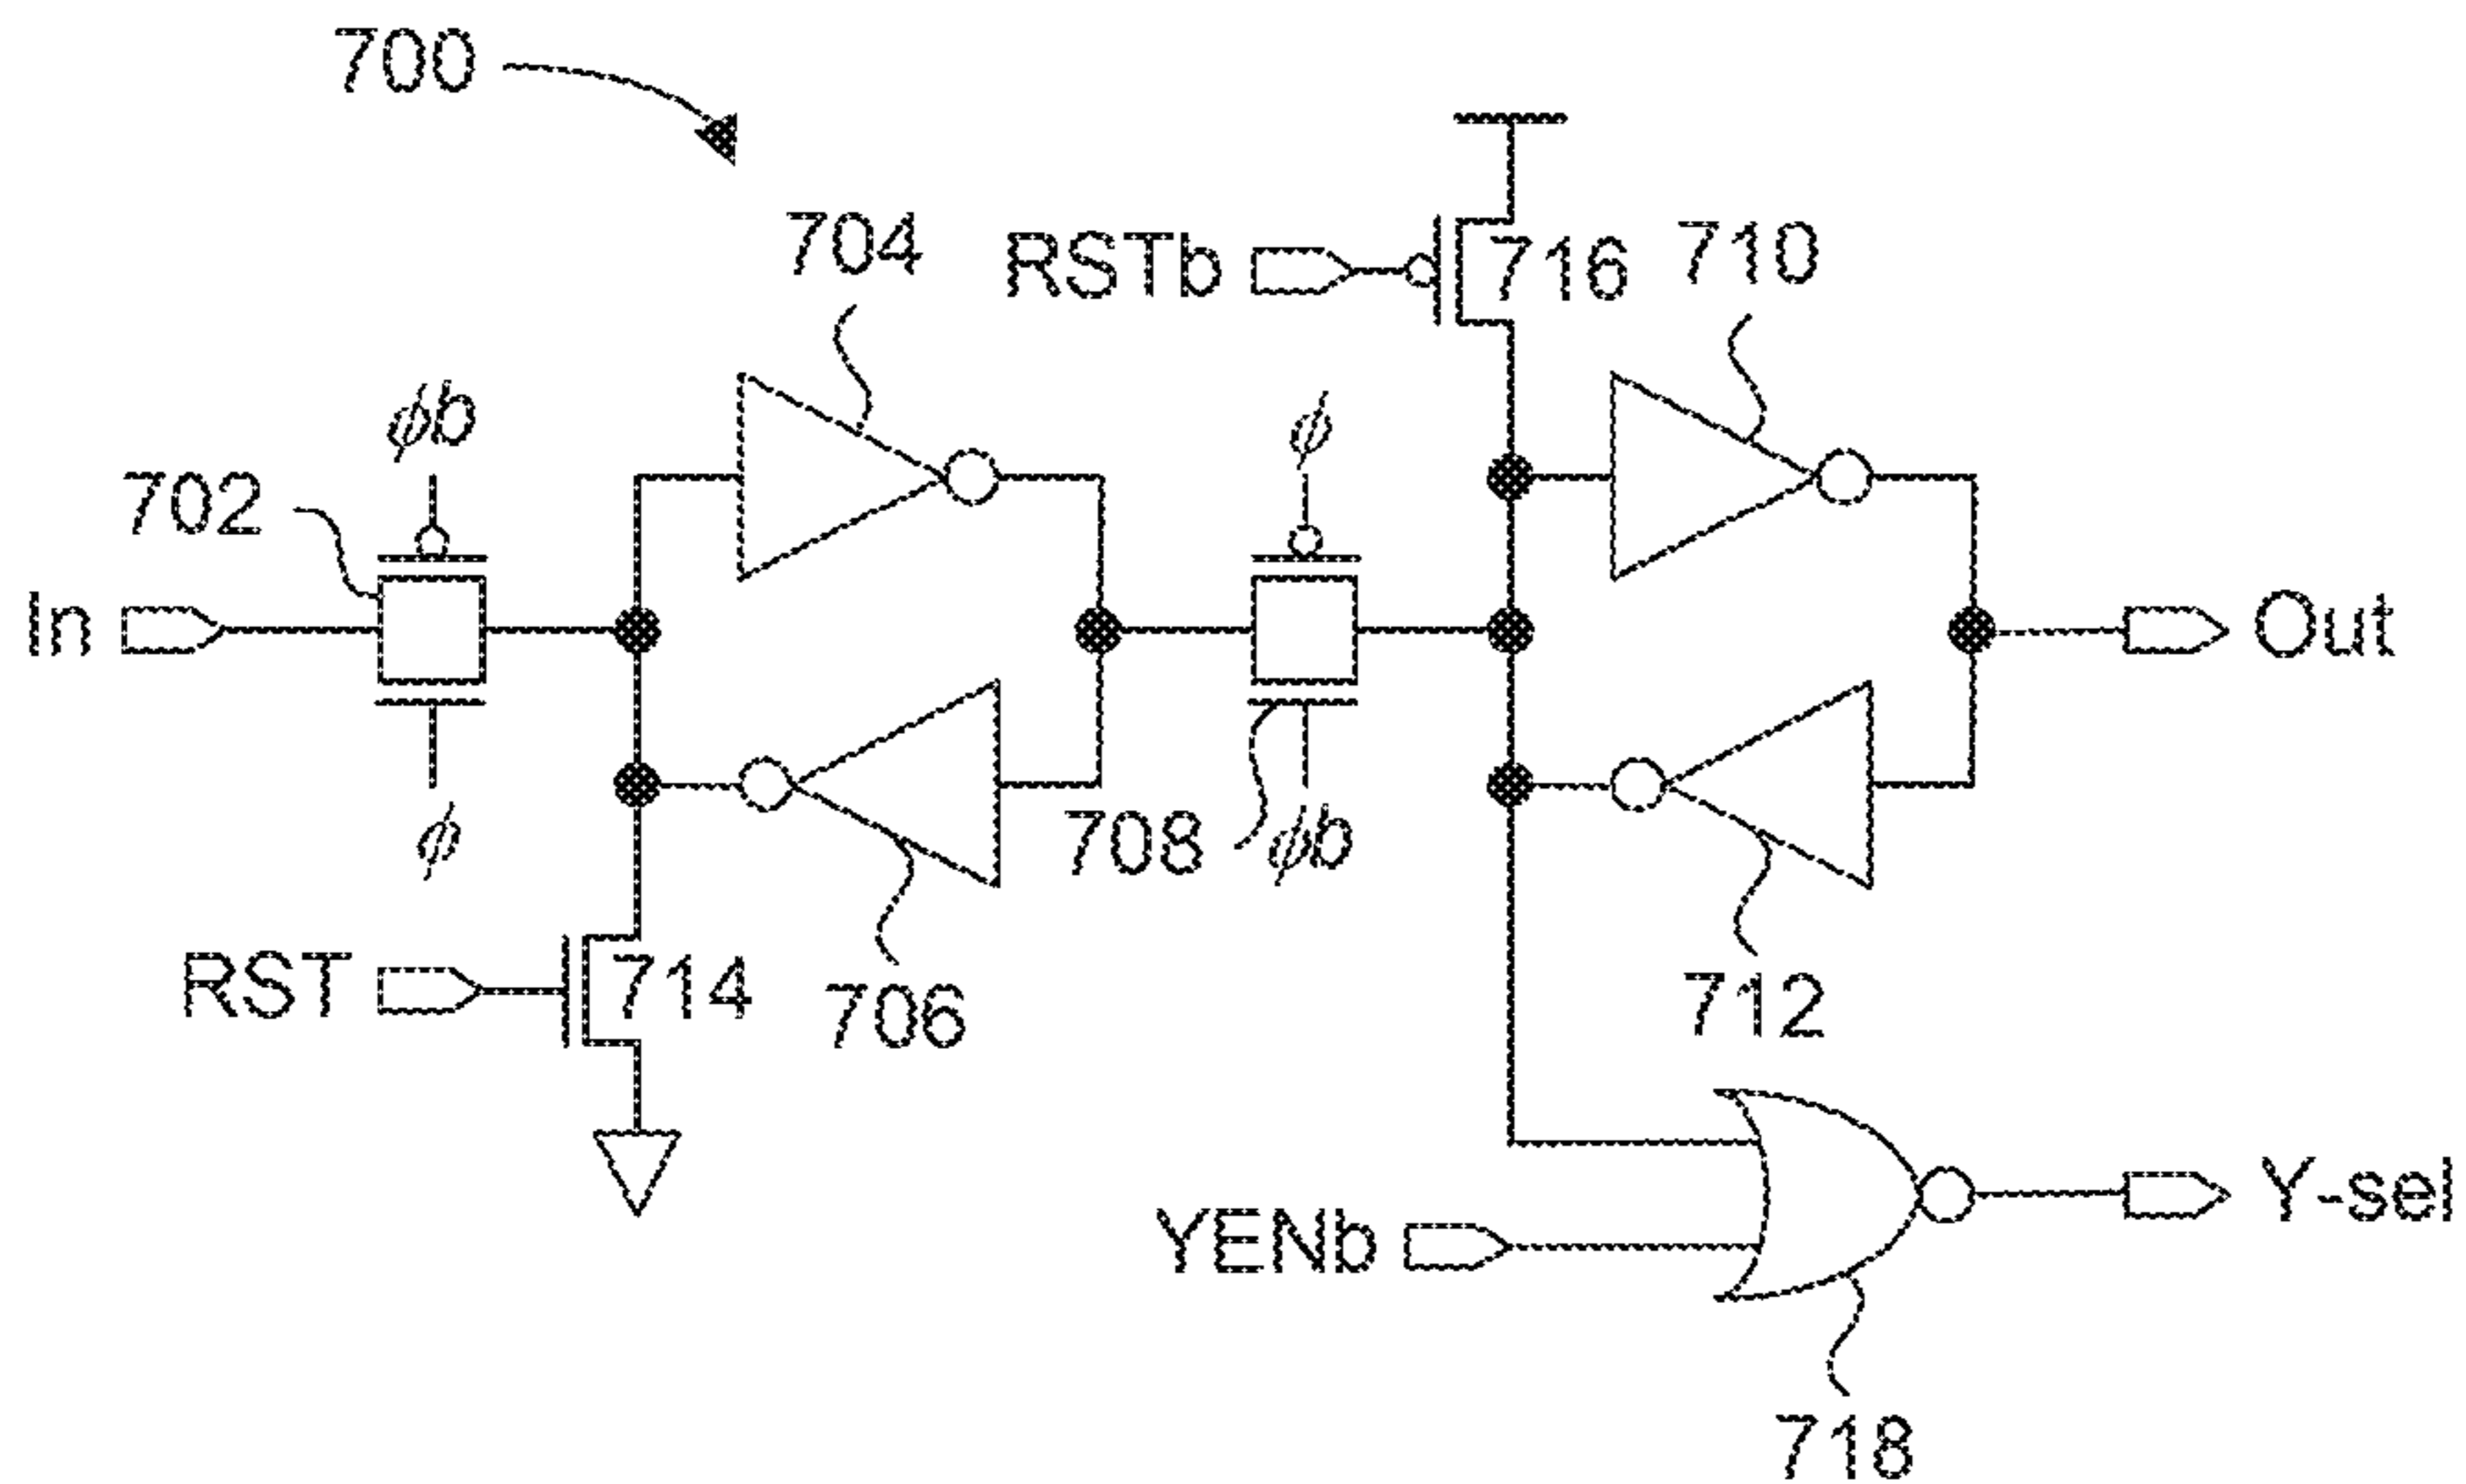 700
704
RSTb
716
710
ϕb
ϕ
702
In
Out
ϕ
708
ϕb
RST
714
706
712
YENb
Y-sel
718